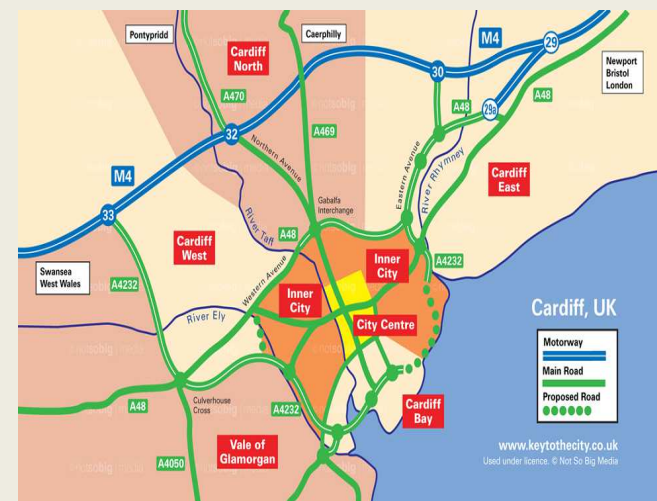 Pontypridd
Caerphilly
Cardiff
North
M4
29
30
Newport
Bristol
London
A470
A48
29a
A48
32
A469
Northern Avenue
Eastern Avenue
River Rhymney
M4
Cardiff
East
33
Gabalfa
Interchange
River Taff
A48
Cardiff
West
Inner
City
A4232
Swansea
West Wales
A4232
Western Avenue
Inner
City
Cardiff, UK
River Ely
City Centre
Motorway
Main Road
Proposed Road
A48
Culverhouse
Cross
A4232
Cardiff
Bay
Vale of
Glamorgan
A4050
www.keytothecity.co.uk
Used under licence. © Not So Big Media